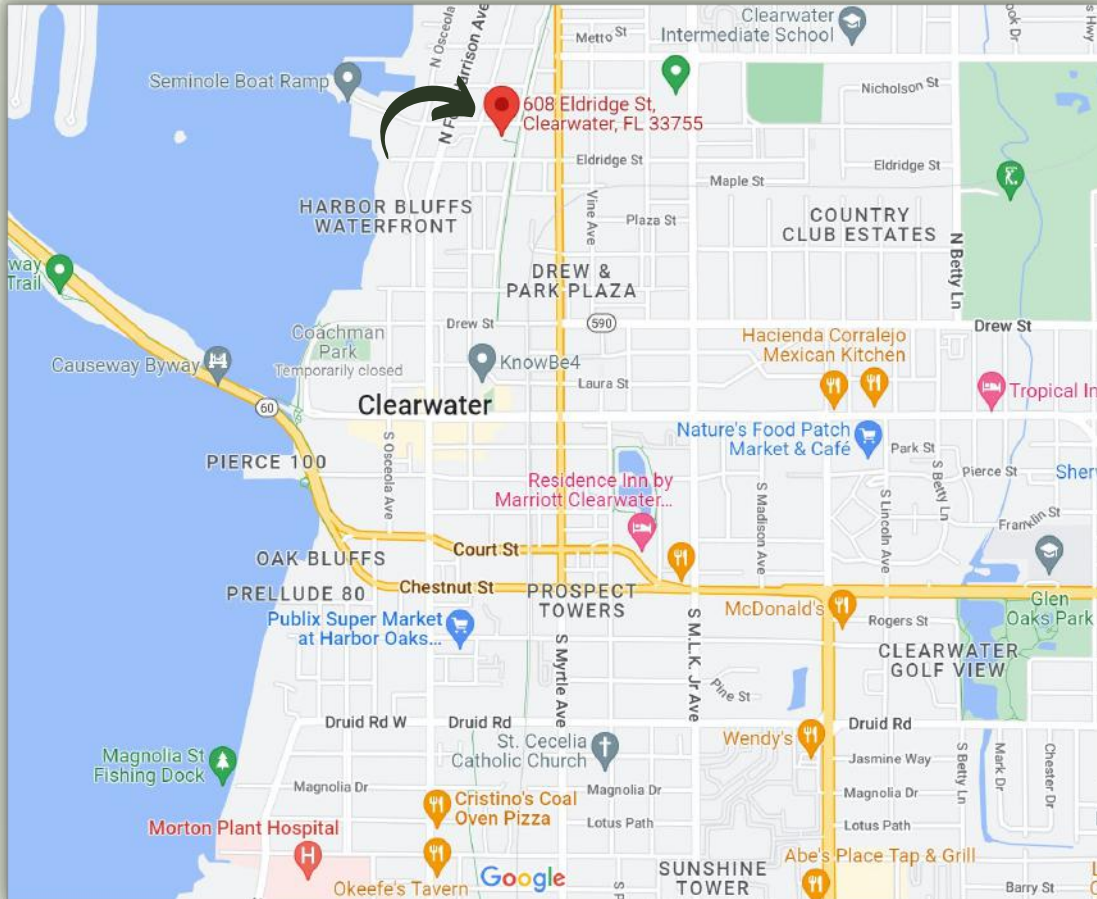 Clearwater
Intermediate School
Metto St
N Osceola
Seminole Boat Ramp
Nicholson St
608 Eldridge St,
Clearwater, FL 33755
Eldridge St
Eldridge St
Maple St
HARBOR BLUFFS
WATERFRONT
Vine Ave
Plaza St
COUNTRY
CLUB ESTATES
N Betty Ln
way
Trail
DREW &
PARK PLAZA
Drew St
590
Drew St
Coachman
Park
Temporarily closed
Hacienda Corralejo
Mexican Kitchen
Causeway Byway
KnowBe4
Laura St
Tropical In
60
Clearwater
Nature's Food Patch
Market & Café
Park St
PIERCE 100
S Osceola Ave
Residence Inn by
Marriott Clearwater...
S Madison Ave
S Lincoln Ave
S Betty Ln
Pierce St
Sherw
Franklin St
OAK BLUFFS
Court St
PRELLUDE 80
Chestnut St
PROSPECT
TOWERS
McDonald's
Glen
Oaks Park
Publix Super Market
at Harbor Oaks...
Rogers St
CLEARWATER
GOLF VIEW
S Myrtle Ave
S M.L.K. Jr Ave
Pine St
Druid Rd W
Druid Rd
Druid Rd
Wendy's
St. Cecelia
Catholic Church
Magnolia St
Fishing Dock
Jasmine Way
S Betty Ln
Mark Dr
Chester Dr
Magnolia Dr
Magnolia Dr
Magnolia Dr
Cristino's Coal
Oven Pizza
Lotus Path
Lotus Path
Morton Plant Hospital
Abe's Place Tap & Grill
SUNSHINE
TOWER
Okeefe's Tavern
Google
Barry St